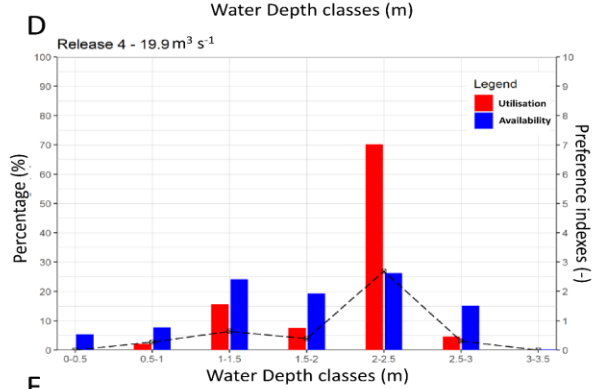 Water Depth classes (m)
D
Release 4 - 19.9 m³ s⁻¹
100
90
80
70
60
50
40
30
20
10
0
Percentage (%)
10
9
8
7
6
5
4
3
2
1
0
Preference indexes (-)
Legend
Utilisation
Availability
0-0.5 0.5-1 1-1.5 1.5-2 2-2.5 2.5-3 3-3.5
Water Depth classes (m)